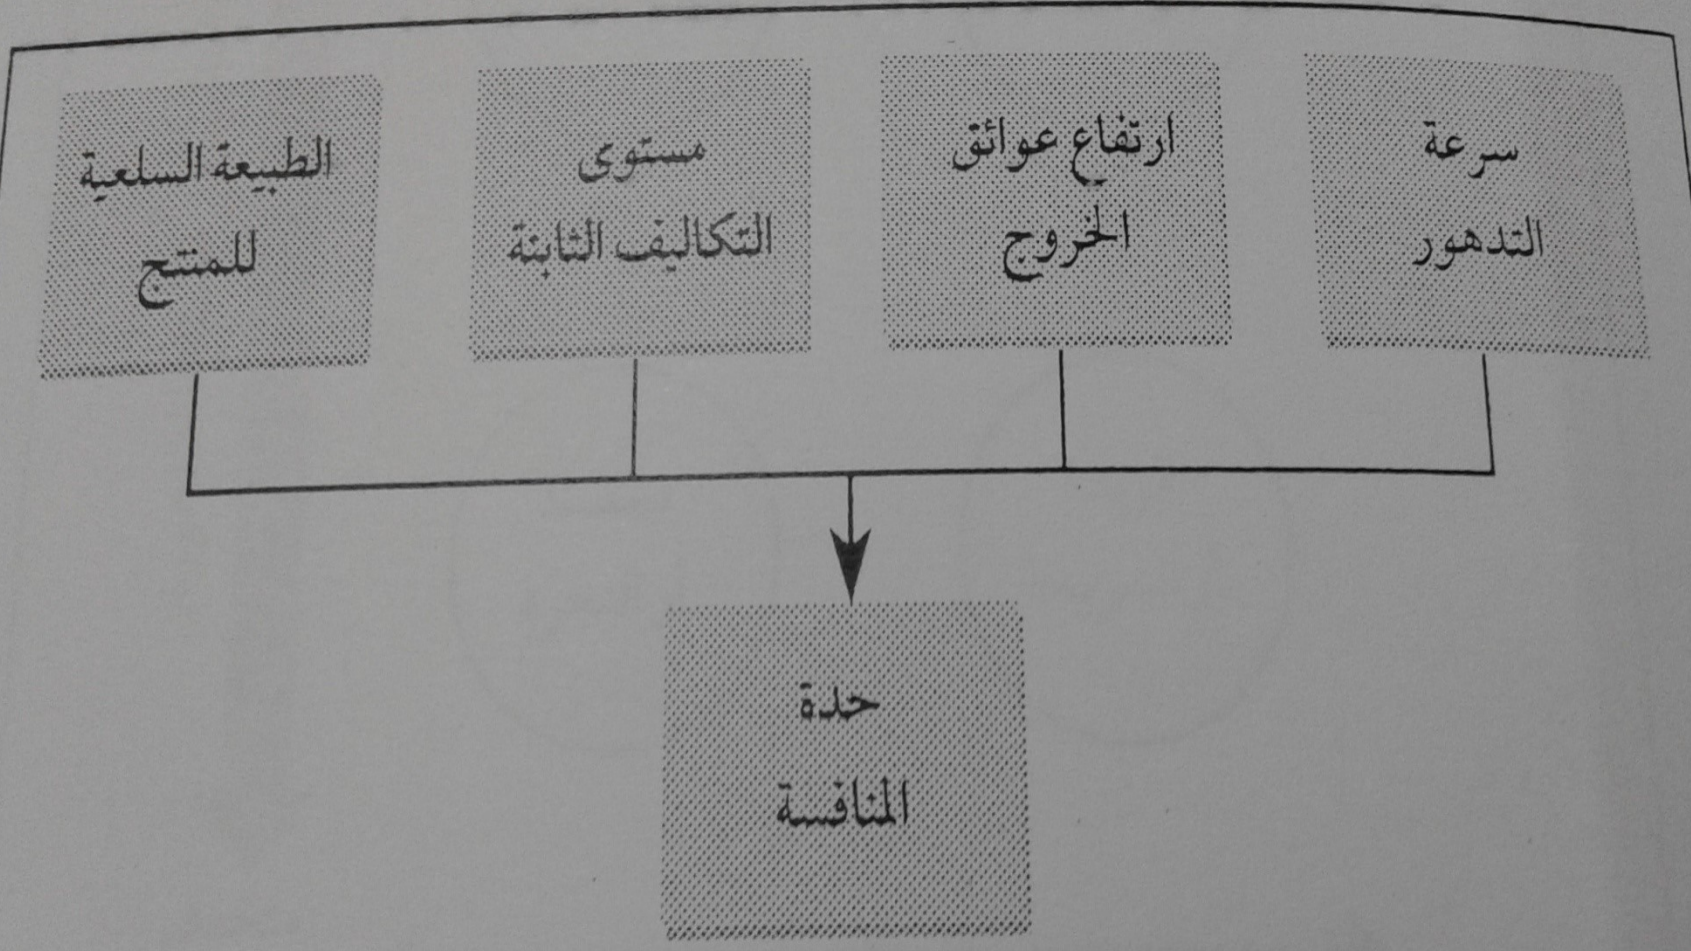 سرعة
التدهور
ارتفاع عوائق
الخروج
مستوى
التكاليف الثابتة
الطبيعة السلعية
للمنتج
حدة
المنافسة